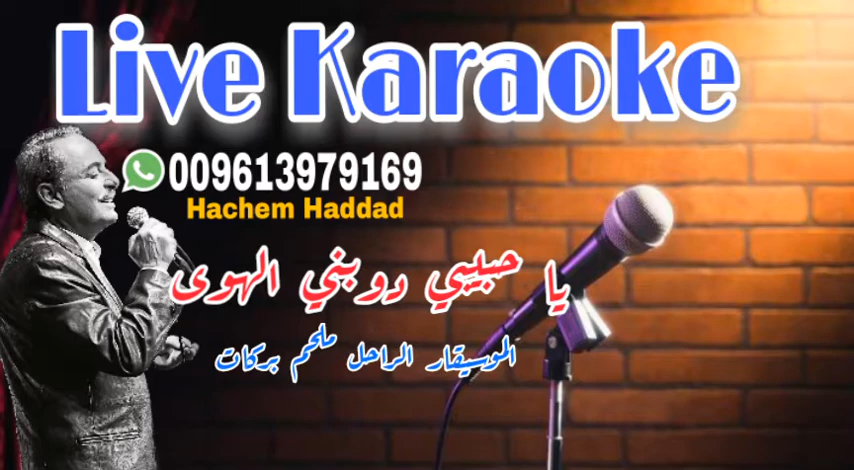 Live Karaoke
009613979169
Hachem Haddad
يا حبيبي دوبني الهوى
الموسيقار الراحل ملحم بركات